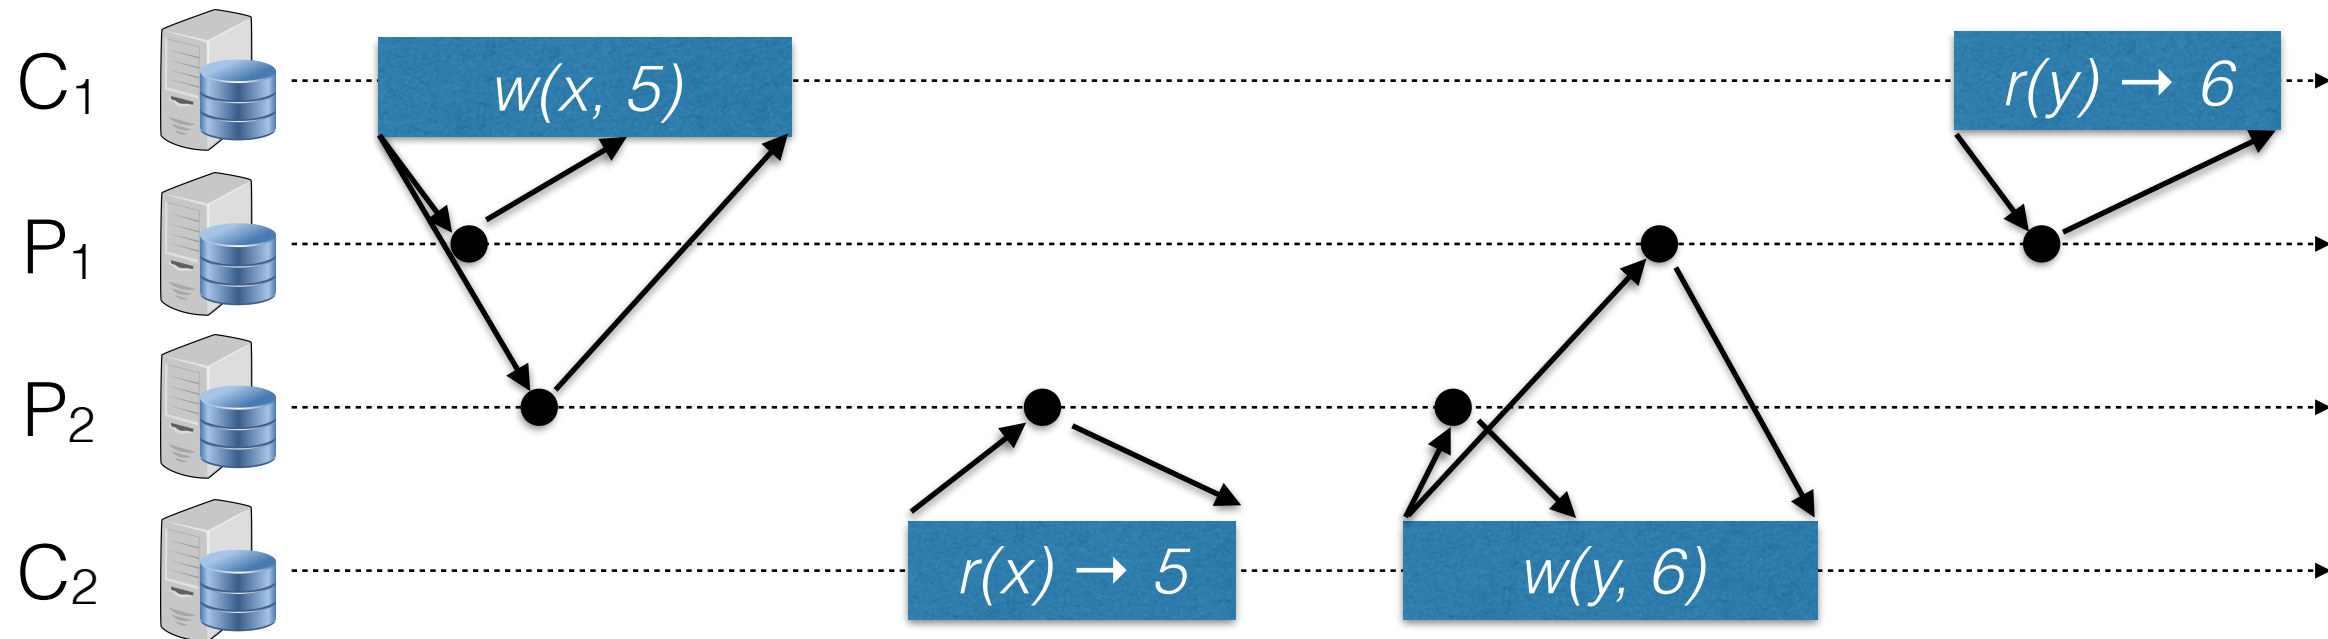 C₁ w(x, 5) r(y) → 6
P₁
P₂
C₂ r(x) → 5 w(y, 6)